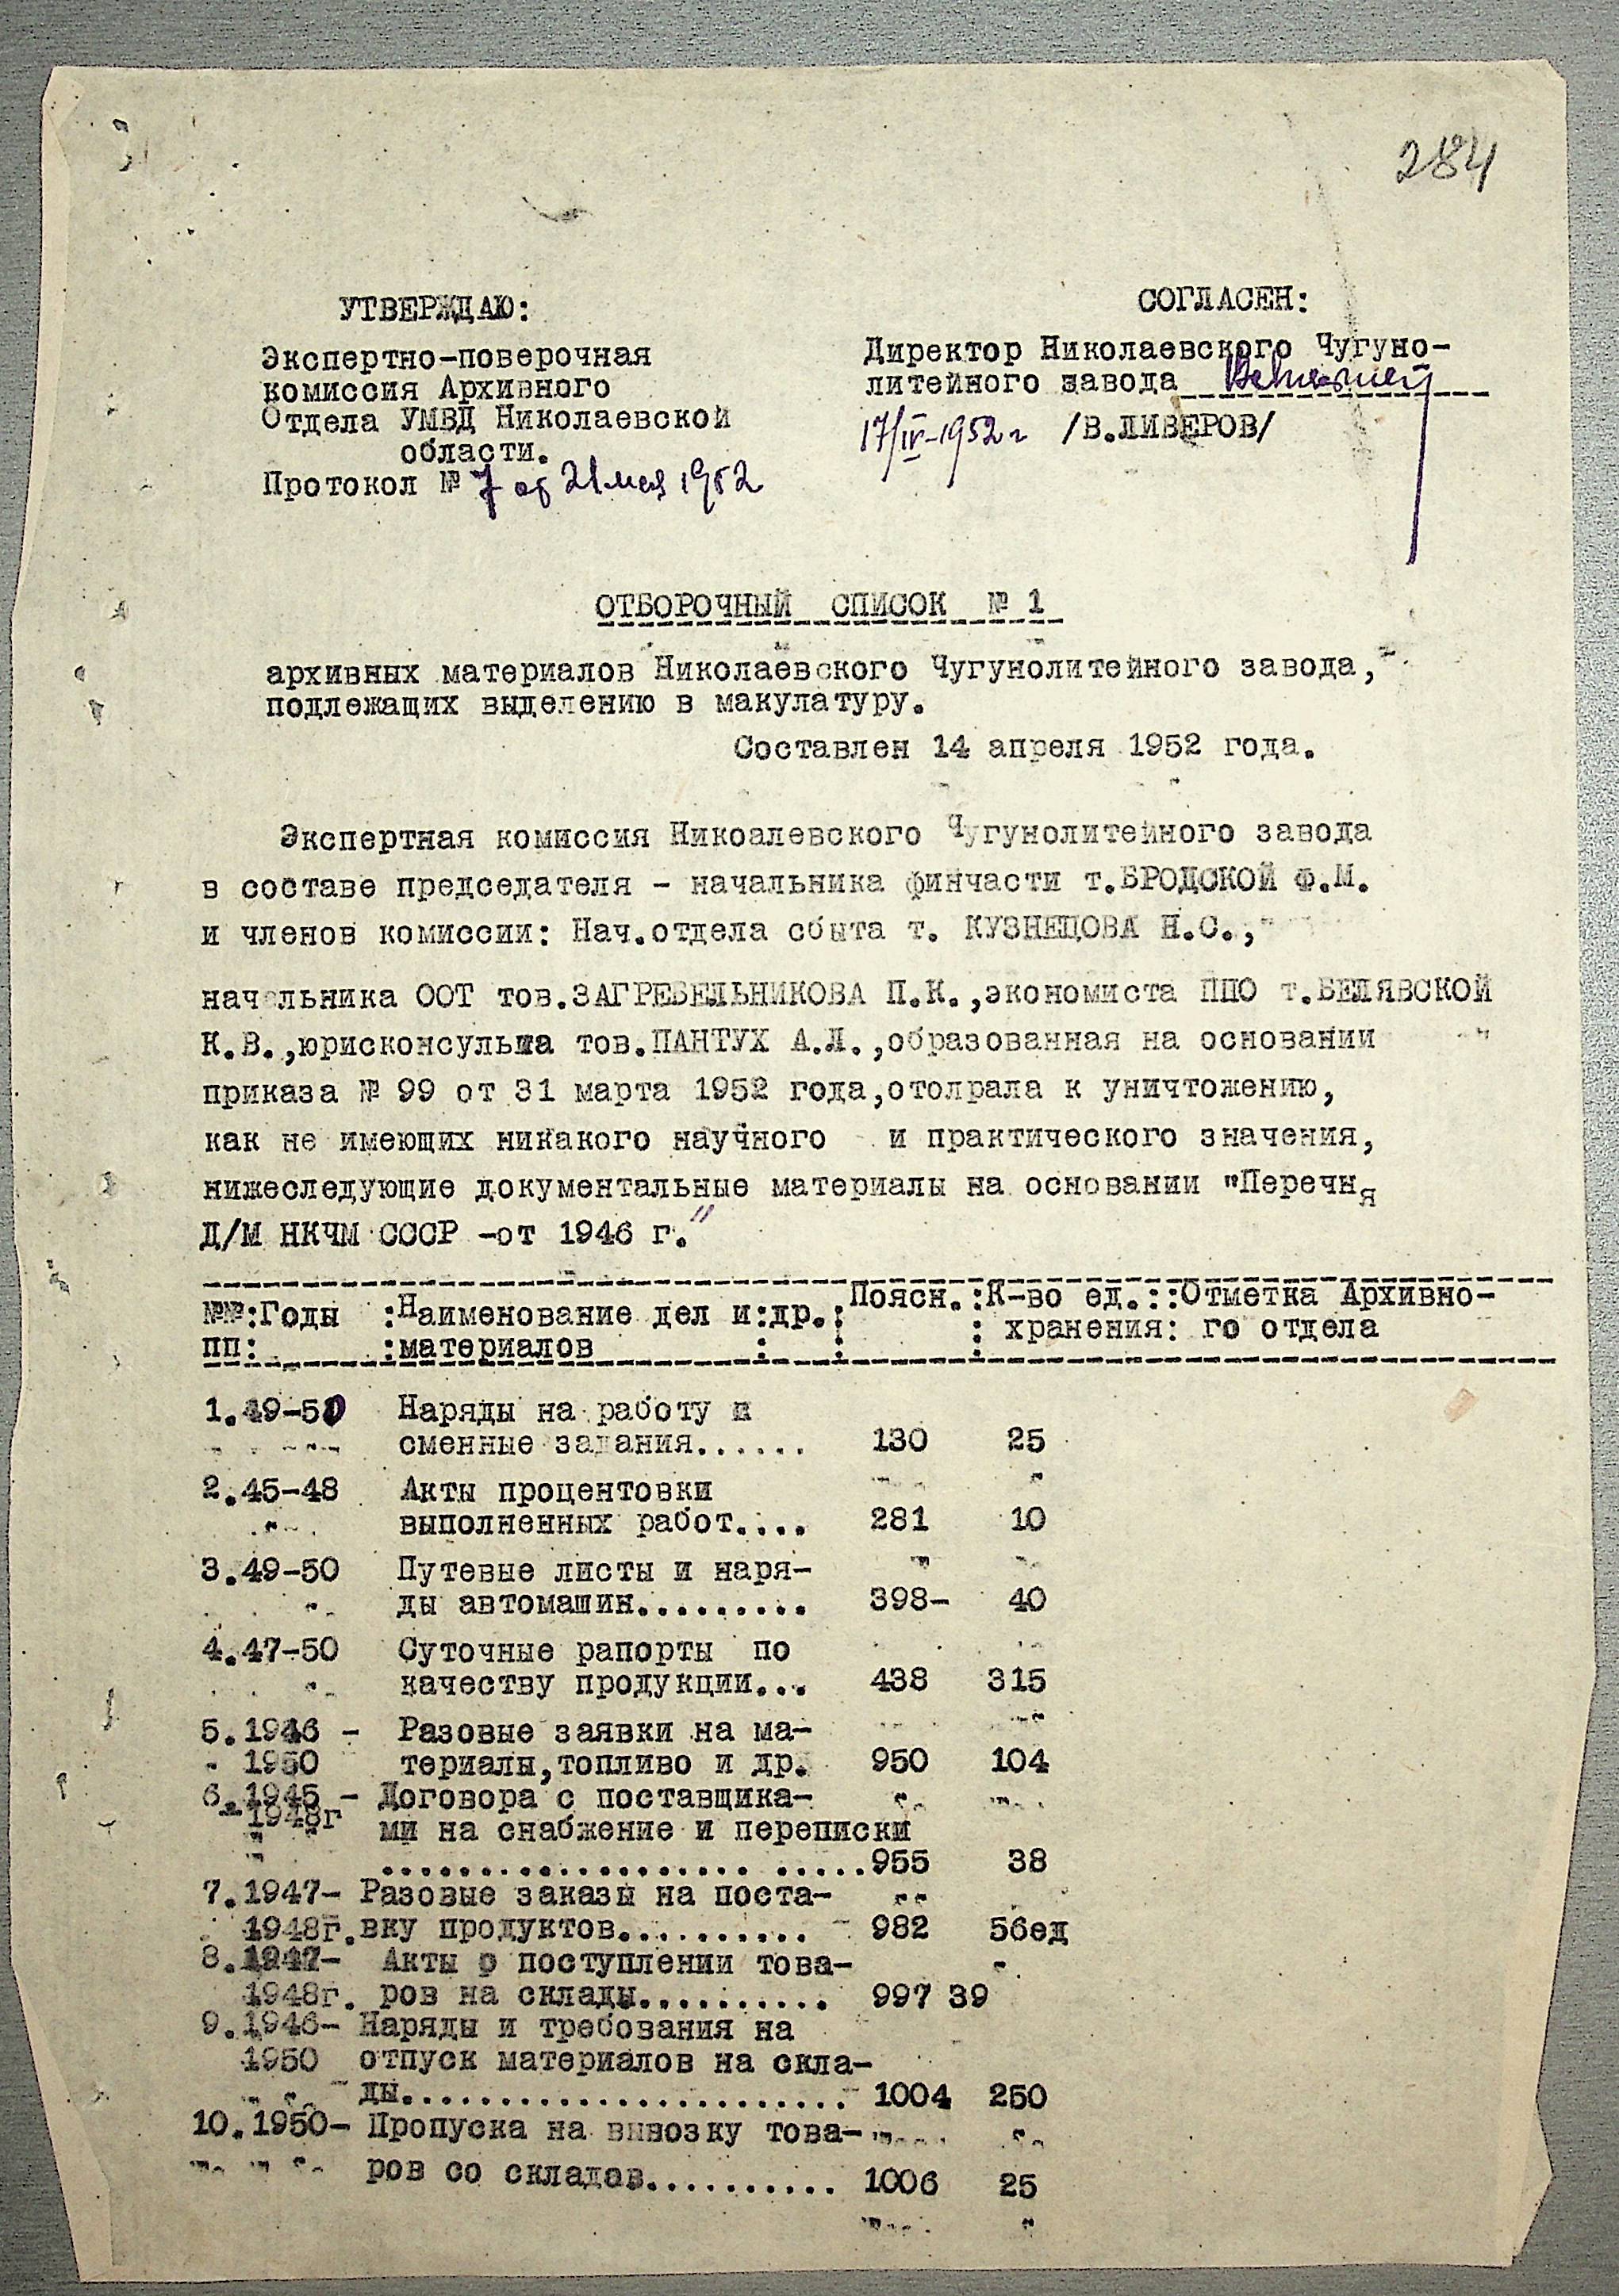 284
УТВЕРЖДАЮ:
Экспертно-поверочная
комиссия Архивного
Отдела УМВД Николаевской
области.
Протокол № 7 от 21 мая 1952
СОГЛАСЕН:
Директор Николаевского Чугуно-
литейного завода
17/IV-1952 г /В.ЛИВЕРОВ/
ОТБОРОЧНЫЙ СПИСОК № 1
архивных материалов Николаевского Чугунолитейного завода,
подлежащих выделению в макулатуру.
Составлен 14 апреля 1952 года.
Экспертная комиссия Никоалевского Чугунолитейного завода
в составе председателя - начальника финчасти т.БРОДСКОЙ Ф.М.
и членов комиссии: Нач.отдела сбыта т. КУЗНЕЦОВА Н.С.,
начальника ООТ тов.ЗАГРЕБЕЛЬНИКОВА П.К.,экономиста ППО т.БЕЛЯВСКОЙ
К.В.,юрисконсульша тов.ПАНТУХ А.Л.,образованная на основании
приказа № 99 от 31 марта 1952 года,отолрала к уничтожению,
как не имеющих никакого научного и практического значения,
нижеследующие документальные материалы на основании "Перечня
Д/М НКЧМ СССР -от 1946 г."
№№:Годы :Наименование дел и:др.:Поясн.:К-во ед.::Отметка Архивно-
пп: :материалов : : : хранения: го отдела
1.49-50 Наряды на работу и
сменные задания...... 130 25
2.45-48 Акты процентовки
выполненных работ.... 281 10
3.49-50 Путевые листы и наря-
ды автомашин......... 398- 40
4.47-50 Суточные рапорты по
качеству продукции... 438 315
5.1946 - Разовые заявки на ма-
1950 териалы,топливо и др. 950 104
6.1945 - Договора с поставщика-
-1948г ми на снабжение и переписки
........................955 38
7.1947- Разовые заказы на поста-
1948г.вку продуктов.......... 982 56ед
8.1947- Акты о поступлении това-
1948г. ров на склады.......... 997 39
9.1946- Наряды и требования на
1950 отпуск материалов на скла-
ды....................... 1004 250
10.1950- Пропуска на вывозку това-
ров со складов.......... 1006 25